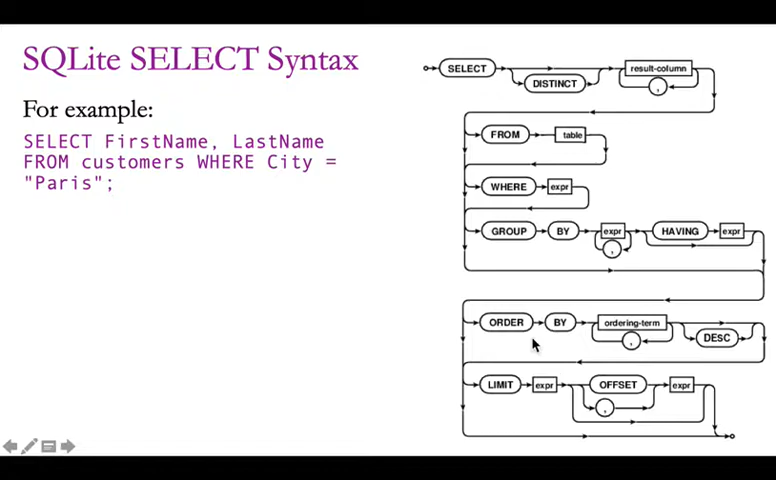 SQLite SELECT Syntax
For example:
SELECT FirstName, LastName
FROM customers WHERE City =
"Paris";
SELECT result-column
DISTINCT ,
FROM table
WHERE expr
GROUP BY expr HAVING expr
,
ORDER BY ordering-term
, DESC
LIMIT expr OFFSET expr
,